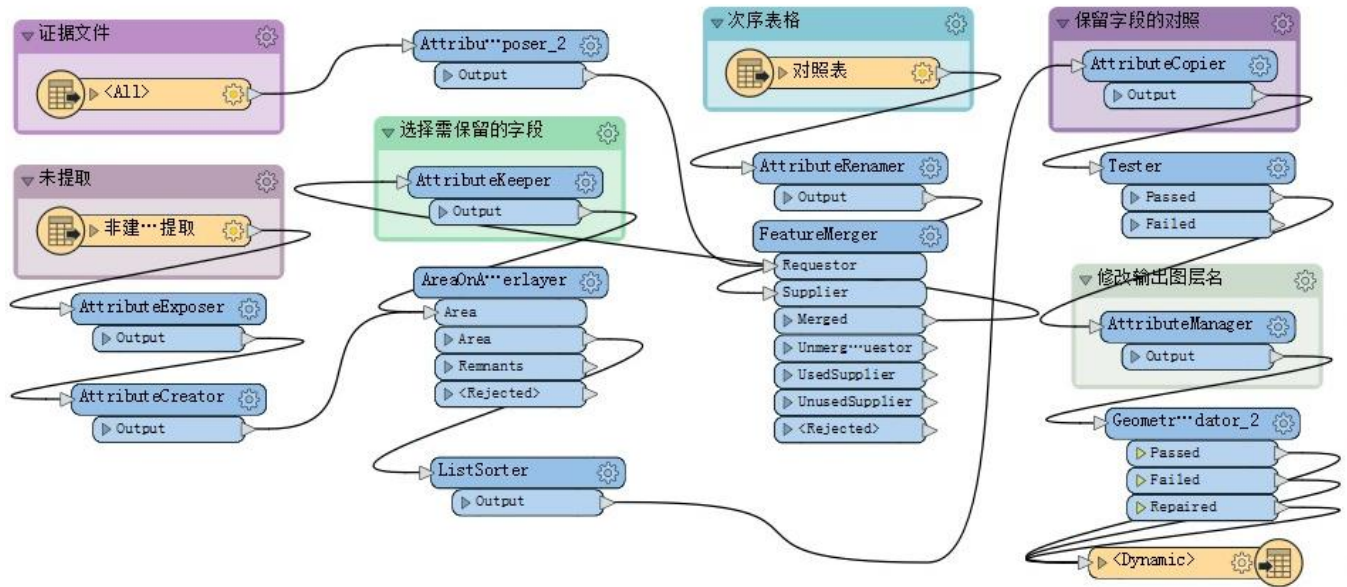 证据文件
<All>
Attribu···poser_2
Output
未提取
非建···提取
AttributeExposer
Output
AttributeCreator
Output
选择需保留的字段
AttributeKeeper
Output
AreaOnA···erlayer
Area
Area
Remnants
<Rejected>
ListSorter
Output
次序表格
对照表
AttributeRenamer
Output
FeatureMerger
Requestor
Supplier
Merged
Unmerg···uestor
UsedSupplier
UnusedSupplier
<Rejected>
保留字段的对照
AttributeCopier
Output
Tester
Passed
Failed
修改输出图层名
AttributeManager
Output
Geometr···dator_2
Passed
Failed
Repaired
<Dynamic>